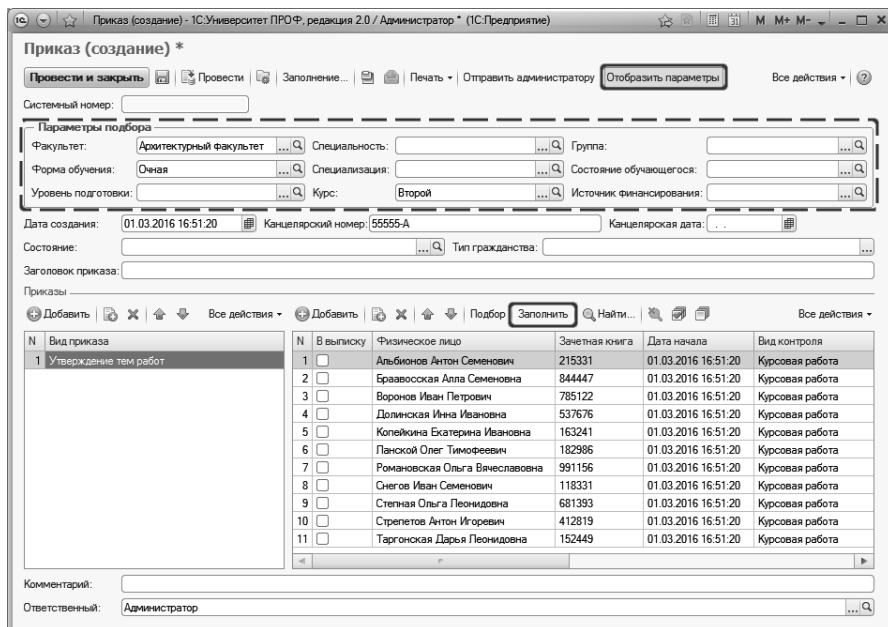 Приказ (создание) - 1С:Университет ПРОФ, редакция 2.0 / Администратор * (1С:Предприятие) M M+ M-
Приказ (создание) *
Провести и закрыть Провести Заполнение... Печать Отправить администратору Отобразить параметры Все действия
Системный номер:
Параметры подбора
Факультет: Архитектурный факультет ... Специальность: ... Группа: ...
Форма обучения: Очная ... Специализация: ... Состояние обучающегося: ...
Уровень подготовки: ... Курс: Второй ... Источник финансирования: ...
Дата создания: 01.03.2016 16:51:20 Канцелярский номер: 55555-А Канцелярская дата: . .
Состояние: ... Тип гражданства: ...
Заголовок приказа:
Приказы
Добавить Все действия Добавить Подбор Заполнить Найти... Все действия
N Вид приказа N В выписку Физическое лицо Зачетная книга Дата начала Вид контроля
1 Утверждение тем работ 1 Альбионов Антон Семенович 215331 01.03.2016 16:51:20 Курсовая работа
2 Браавосская Алла Семеновна 844447 01.03.2016 16:51:20 Курсовая работа
3 Воронов Иван Петрович 785122 01.03.2016 16:51:20 Курсовая работа
4 Долинская Инна Ивановна 537676 01.03.2016 16:51:20 Курсовая работа
5 Копейкина Екатерина Ивановна 163241 01.03.2016 16:51:20 Курсовая работа
6 Ланской Олег Тимофеевич 182986 01.03.2016 16:51:20 Курсовая работа
7 Романовская Ольга Вячеславовна 991156 01.03.2016 16:51:20 Курсовая работа
8 Снегов Иван Семенович 118331 01.03.2016 16:51:20 Курсовая работа
9 Степная Ольга Леонидовна 681393 01.03.2016 16:51:20 Курсовая работа
10 Стрепетов Антон Игоревич 412819 01.03.2016 16:51:20 Курсовая работа
11 Таргонская Дарья Леонидовна 152449 01.03.2016 16:51:20 Курсовая работа
Комментарий:
Ответственный: Администратор ...